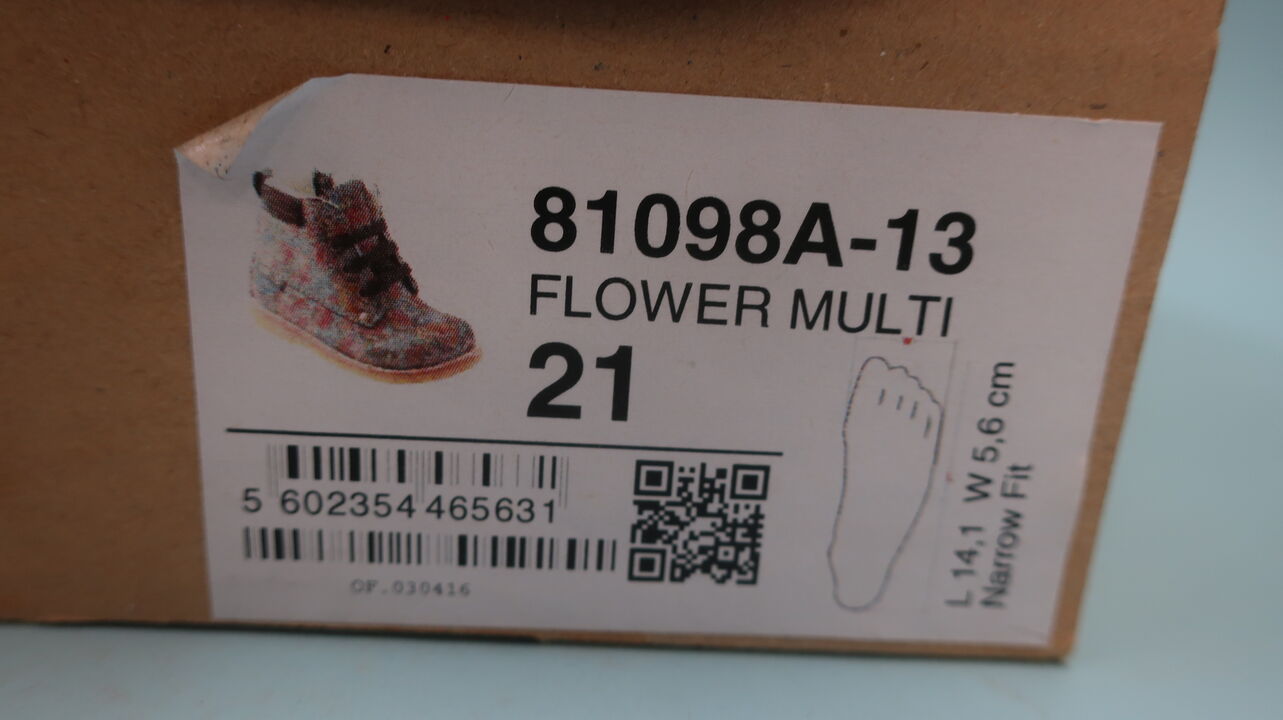 81098A-13
FLOWER MULTI
21
5 602354 465631
OF.030416
L 14,1 W 5,6 cm
Narrow Fit